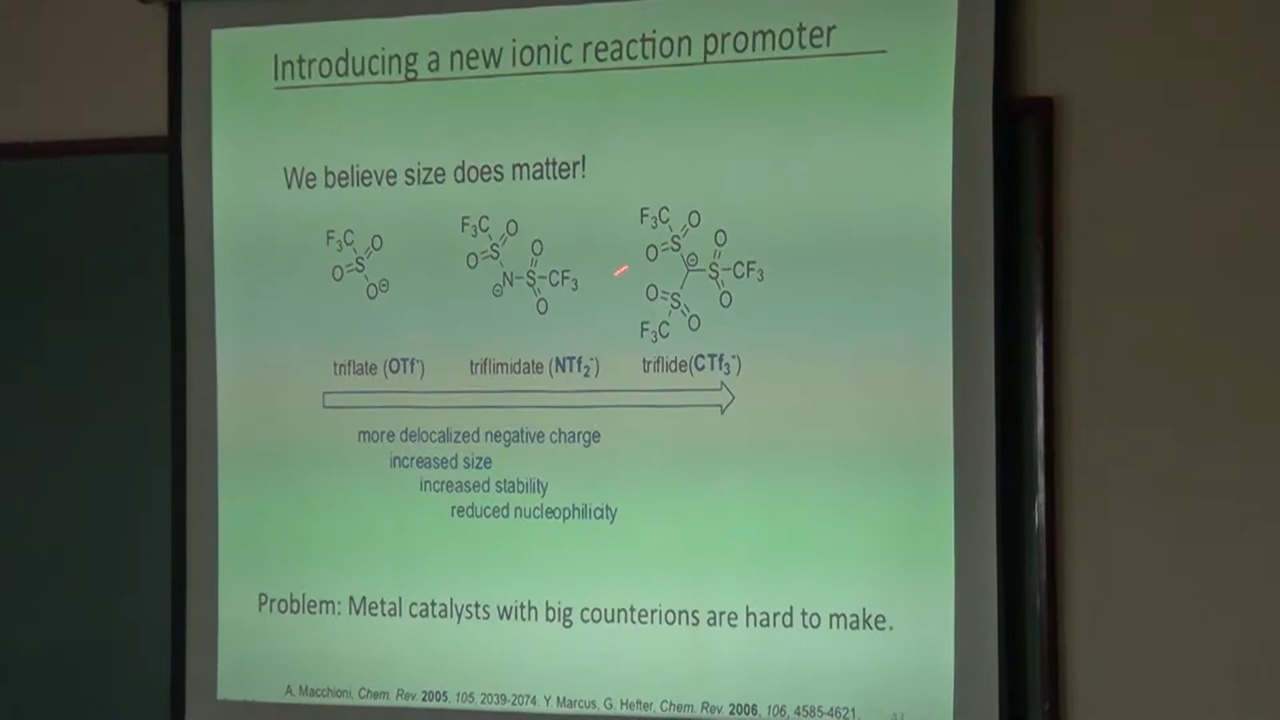 Introducing a new ionic reaction promoter
We believe size does matter!
F₃C O
O=S
O⊖
F₃C O
O=S O
⊖N-S-CF₃
O
F₃C O
O=S O
⊖ S-CF₃
O=S O
F₃C O
triflate (OTf⁻) triflimidate (NTf₂⁻) triflide(CTf₃⁻)
more delocalized negative charge
increased size
increased stability
reduced nucleophilicity
Problem: Metal catalysts with big counterions are hard to make.
A. Macchioni, Chem. Rev. 2005, 105, 2039-2074. Y. Marcus, G. Hefter, Chem. Rev. 2006, 106, 4585-4621.